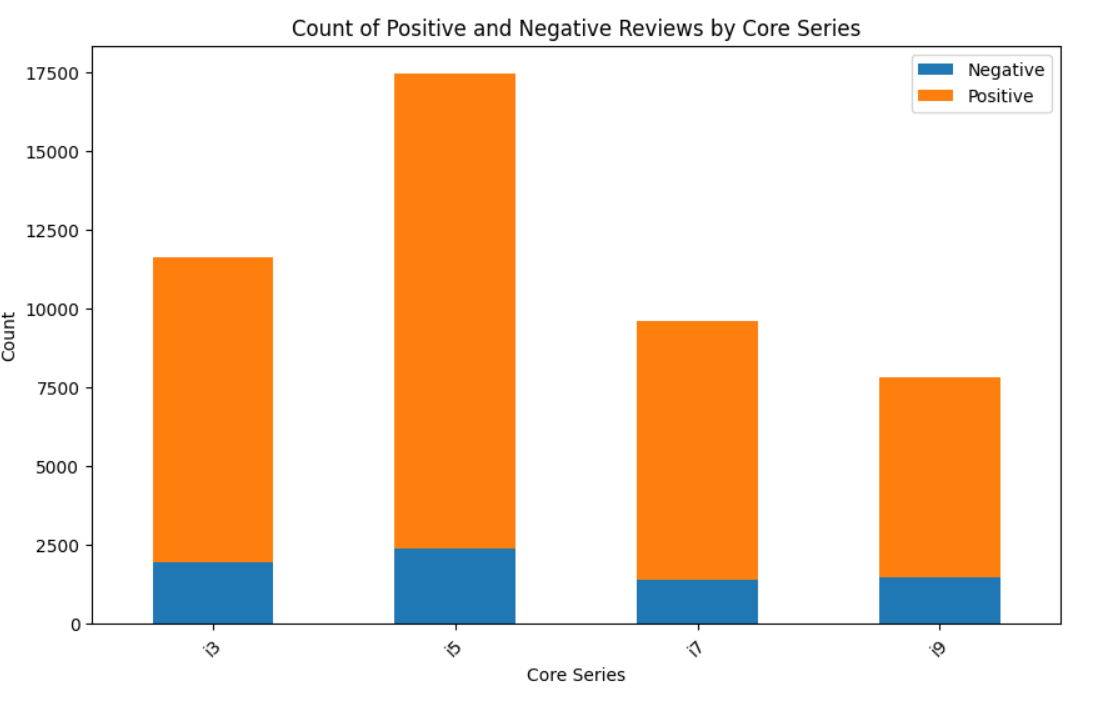 Count of Positive and Negative Reviews by Core Series
Negative
Positive
17500
15000
12500
10000
7500
5000
2500
0
Count
i3
i5
i7
i9
Core Series